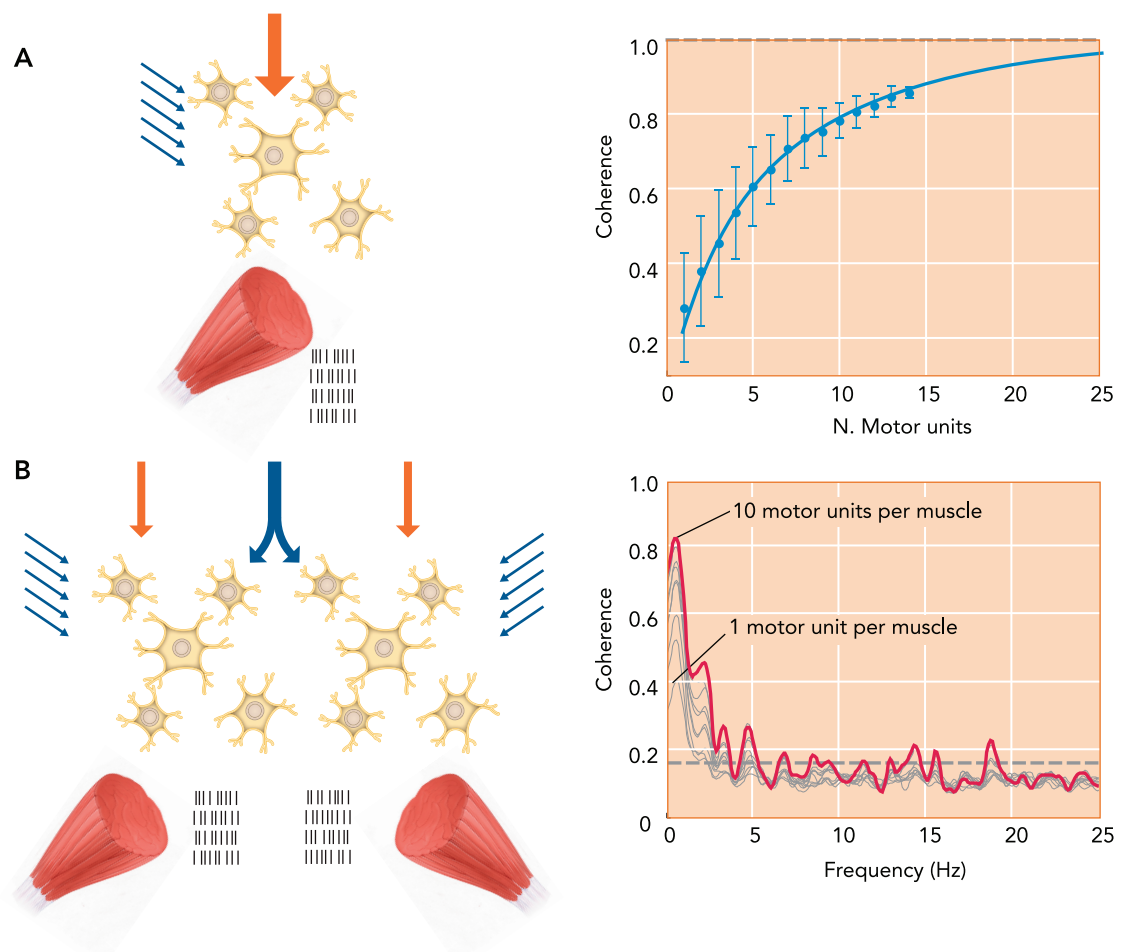 A
1.0
0.8
0.6
0.4
0.2
Coherence
0 5 10 15 20 25
N. Motor units
B
1.0
0.8
0.6
0.4
0.2
0
Coherence
10 motor units per muscle
1 motor unit per muscle
0 5 10 15 20 25
Frequency (Hz)